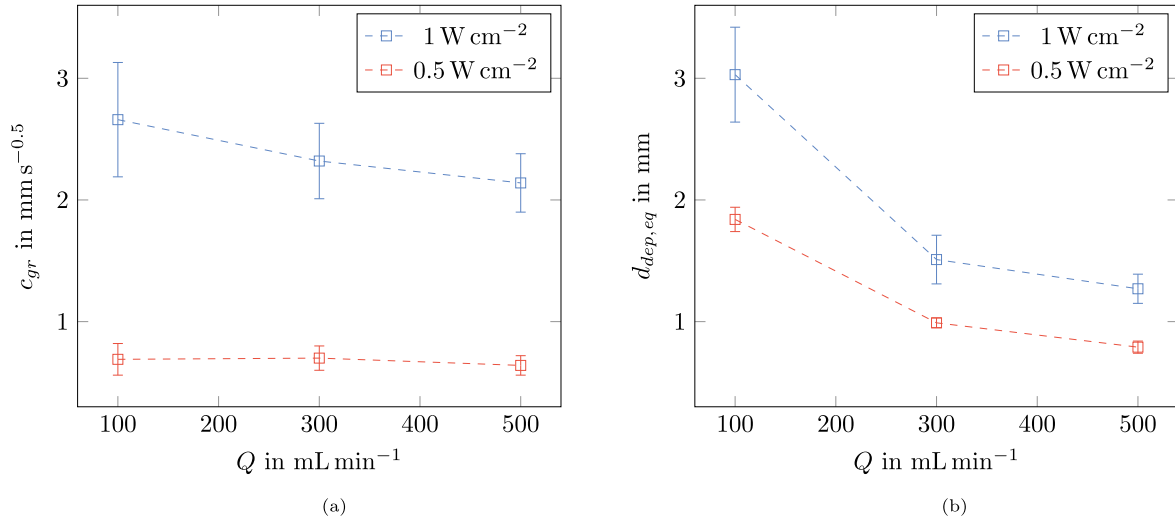 1 W cm⁻²
0.5 W cm⁻²
3
2
1
c_gr in mm s⁻⁰·⁵
100 200 300 400 500
Q in mL min⁻¹
(a)
1 W cm⁻²
0.5 W cm⁻²
3
2
1
d_dep,eq in mm
100 200 300 400 500
Q in mL min⁻¹
(b)